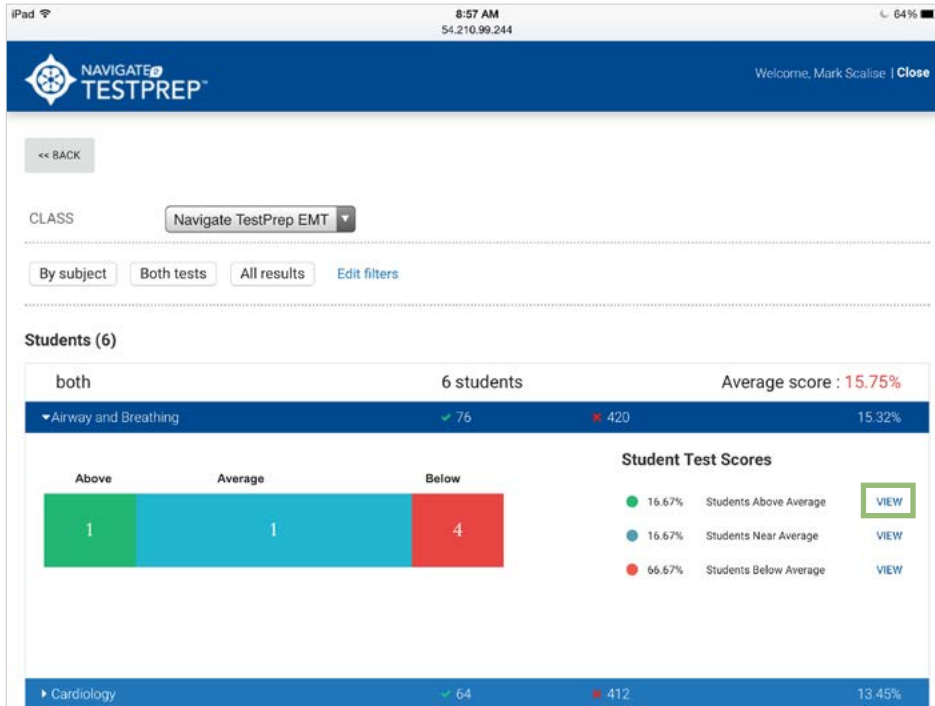 iPad 8:57 AM 64%
54.210.99.244
NAVIGATE 2
TESTPREP™
Welcome, Mark Scalise | Close
<< BACK
CLASS Navigate TestPrep EMT
By subject Both tests All results Edit filters
Students (6)
both 6 students Average score : 15.75%
Airway and Breathing 76 420 15.32%
Student Test Scores
Above Average Below
1 1 4
16.67% Students Above Average VIEW
16.67% Students Near Average VIEW
66.67% Students Below Average VIEW
Cardiology 64 412 13.45%